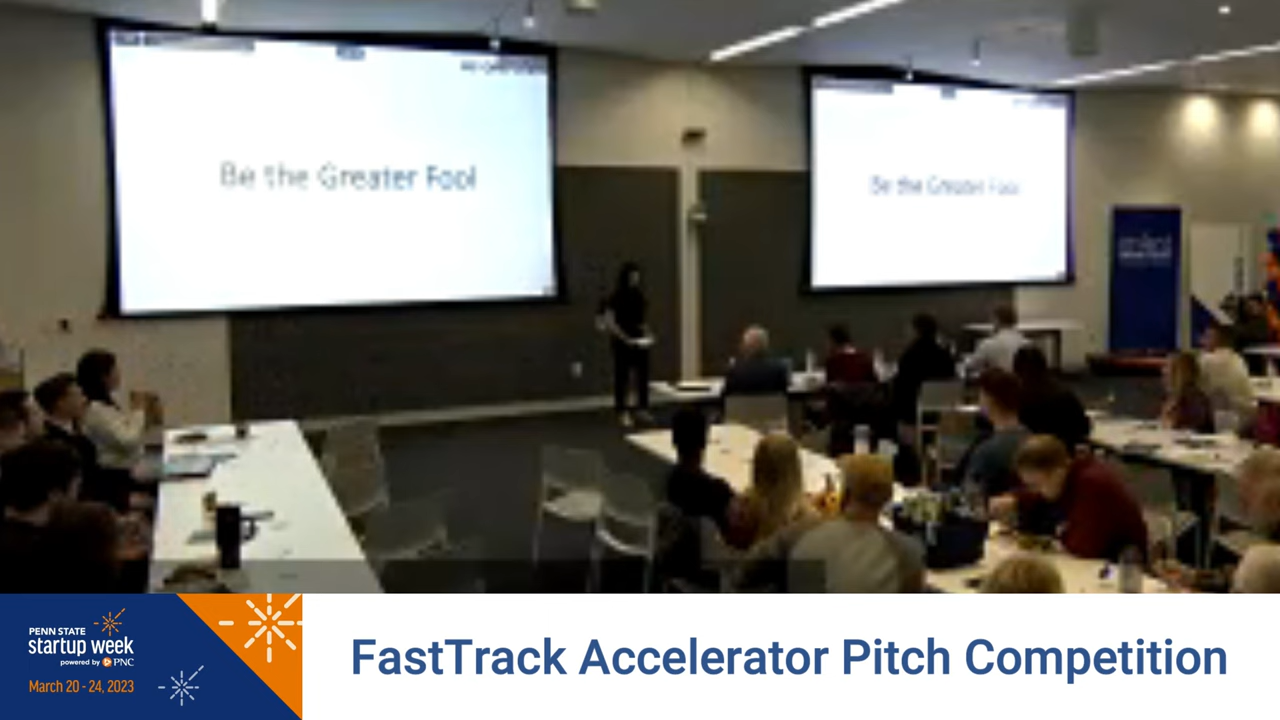 Be the Greater Fool
Be the Greater Fool
PENN STATE
startup week
powered by PNC
March 20 - 24, 2023
FastTrack Accelerator Pitch Competition